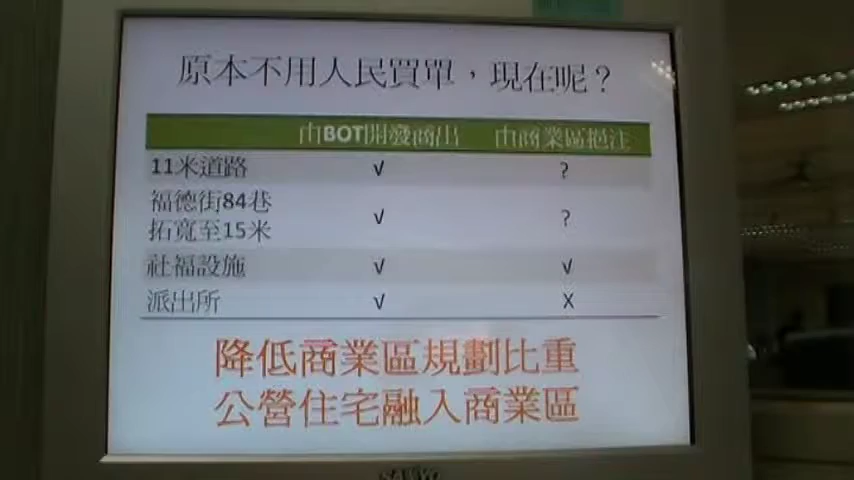 原本不用人民買單，現在呢？
由BOT開發商出 由商業區挹注
11米道路 √ ?
福德街84巷
拓寬至15米 √ ?
社福設施 √ √
派出所 √ X
降低商業區規劃比重
公營住宅融入商業區